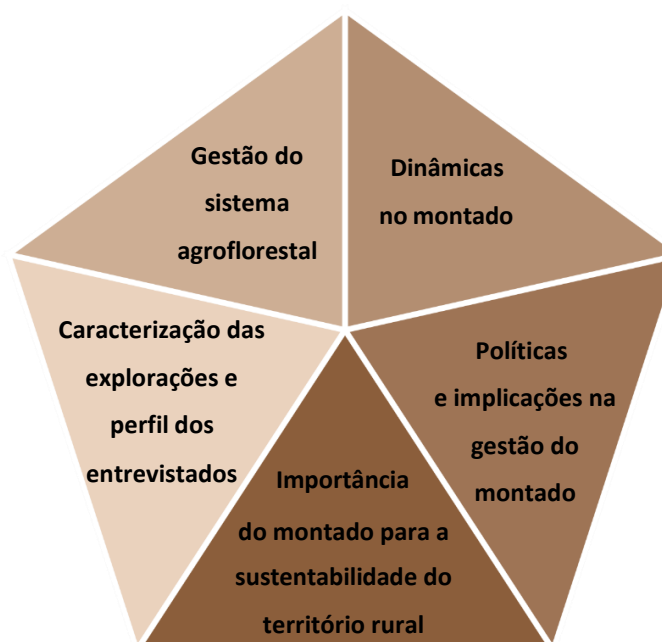 Gestão do
sistema
agroflorestal
Dinâmicas
no montado
Caracterização das
explorações e
perfil dos
entrevistados
Políticas
e implicações na
gestão do
montado
Importância
do montado para a
sustentabilidade do
território rural